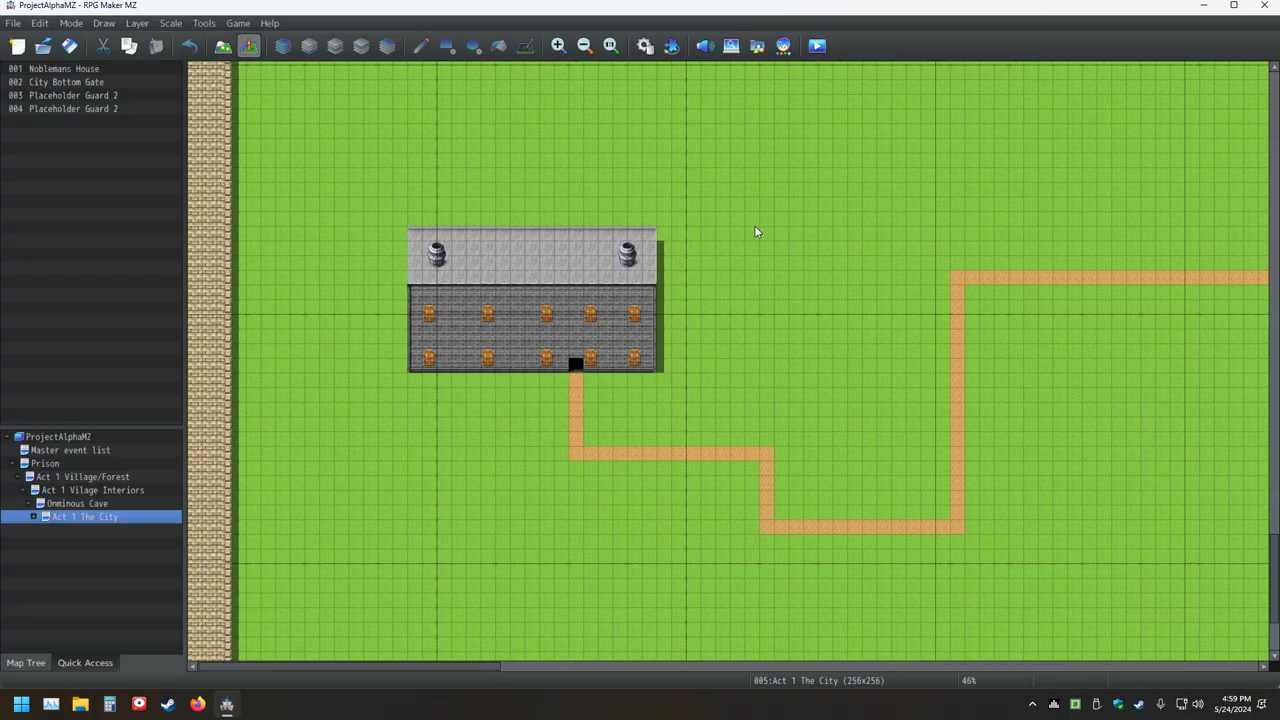 ProjectAlphaMZ - RPG Maker MZ
File Edit Mode Draw Layer Scale Tools Game Help
001 Noblemans House
002 City Bottom Gate
003 Placeholder Guard 2
004 Placeholder Guard 2
ProjectAlphaMZ
Master event list
Prison
Act 1 Village/Forest
Act 1 Vilage Interiors
Onminous Cave
Act 1 The City
Map Tree Quick Access
005:Act 1 The City (256x256) 46%
4:59 PM
5/24/2024